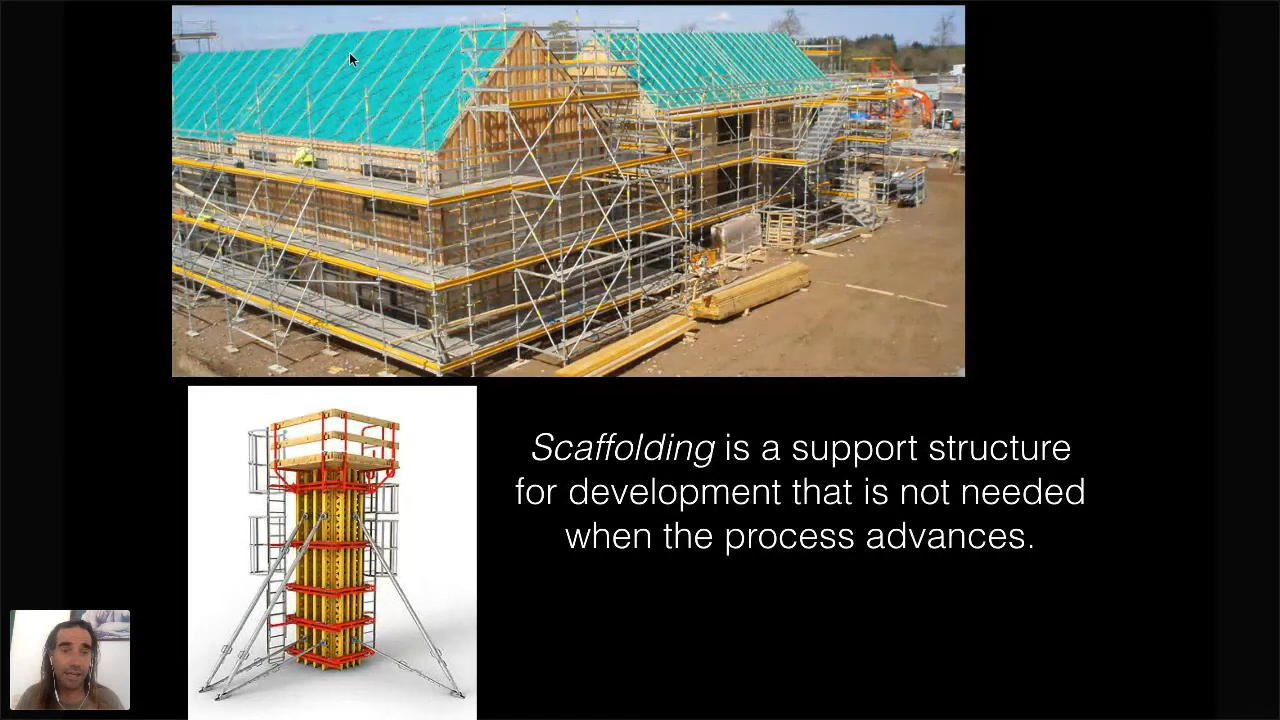 Scaffolding is a support structure
for development that is not needed
when the process advances.